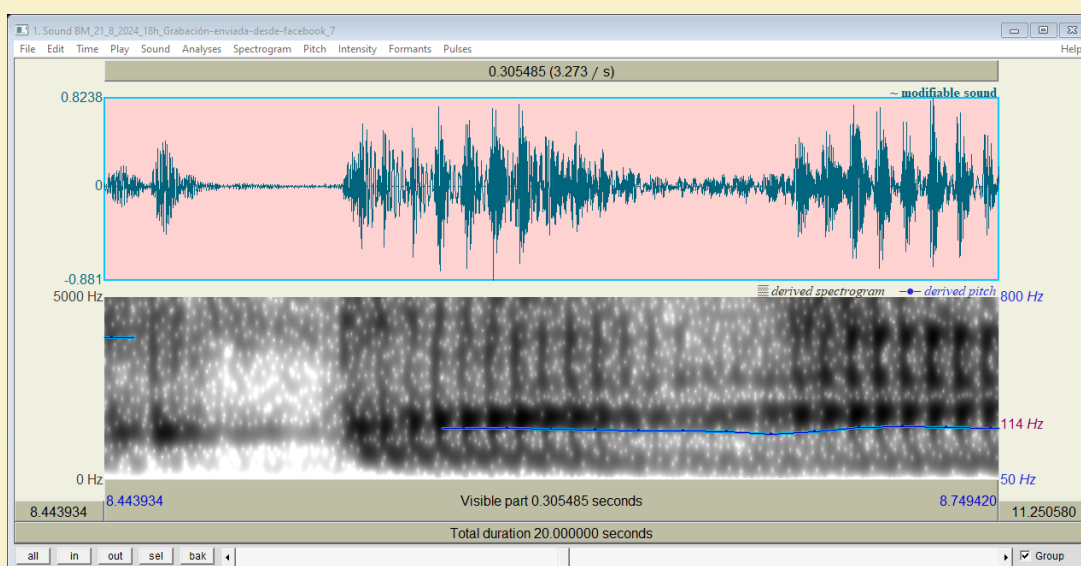 1. Sound BM_21_8_2024_18h_Grabación-enviada-desde-facebook_7
File Edit Time Play Sound Analyses Spectrogram Pitch Intensity Formants Pulses Help
0.305485 (3.273 / s)
0.8238
~ modifiable sound
0
-0.881
5000 Hz
derived spectrogram
derived pitch
800 Hz
114 Hz
0 Hz
50 Hz
8.443934
8.443934
Visible part 0.305485 seconds
8.749420
11.250580
Total duration 20.000000 seconds
all in out sel bak Group